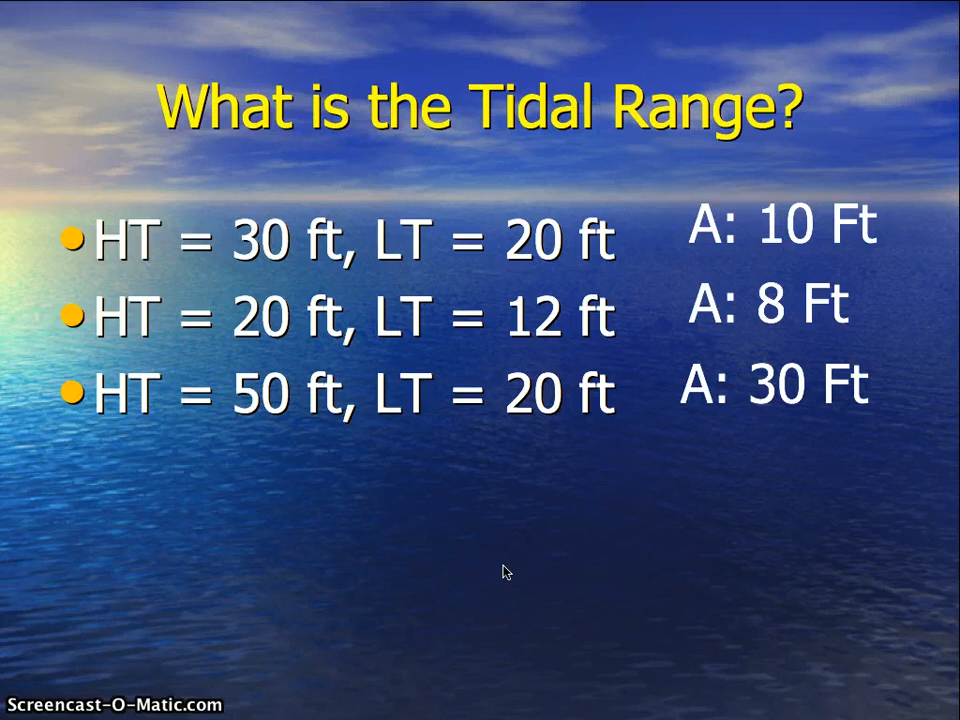 What is the Tidal Range?
• HT = 30 ft, LT = 20 ft A: 10 Ft
• HT = 20 ft, LT = 12 ft A: 8 Ft
• HT = 50 ft, LT = 20 ft A: 30 Ft
Screencast-O-Matic.com